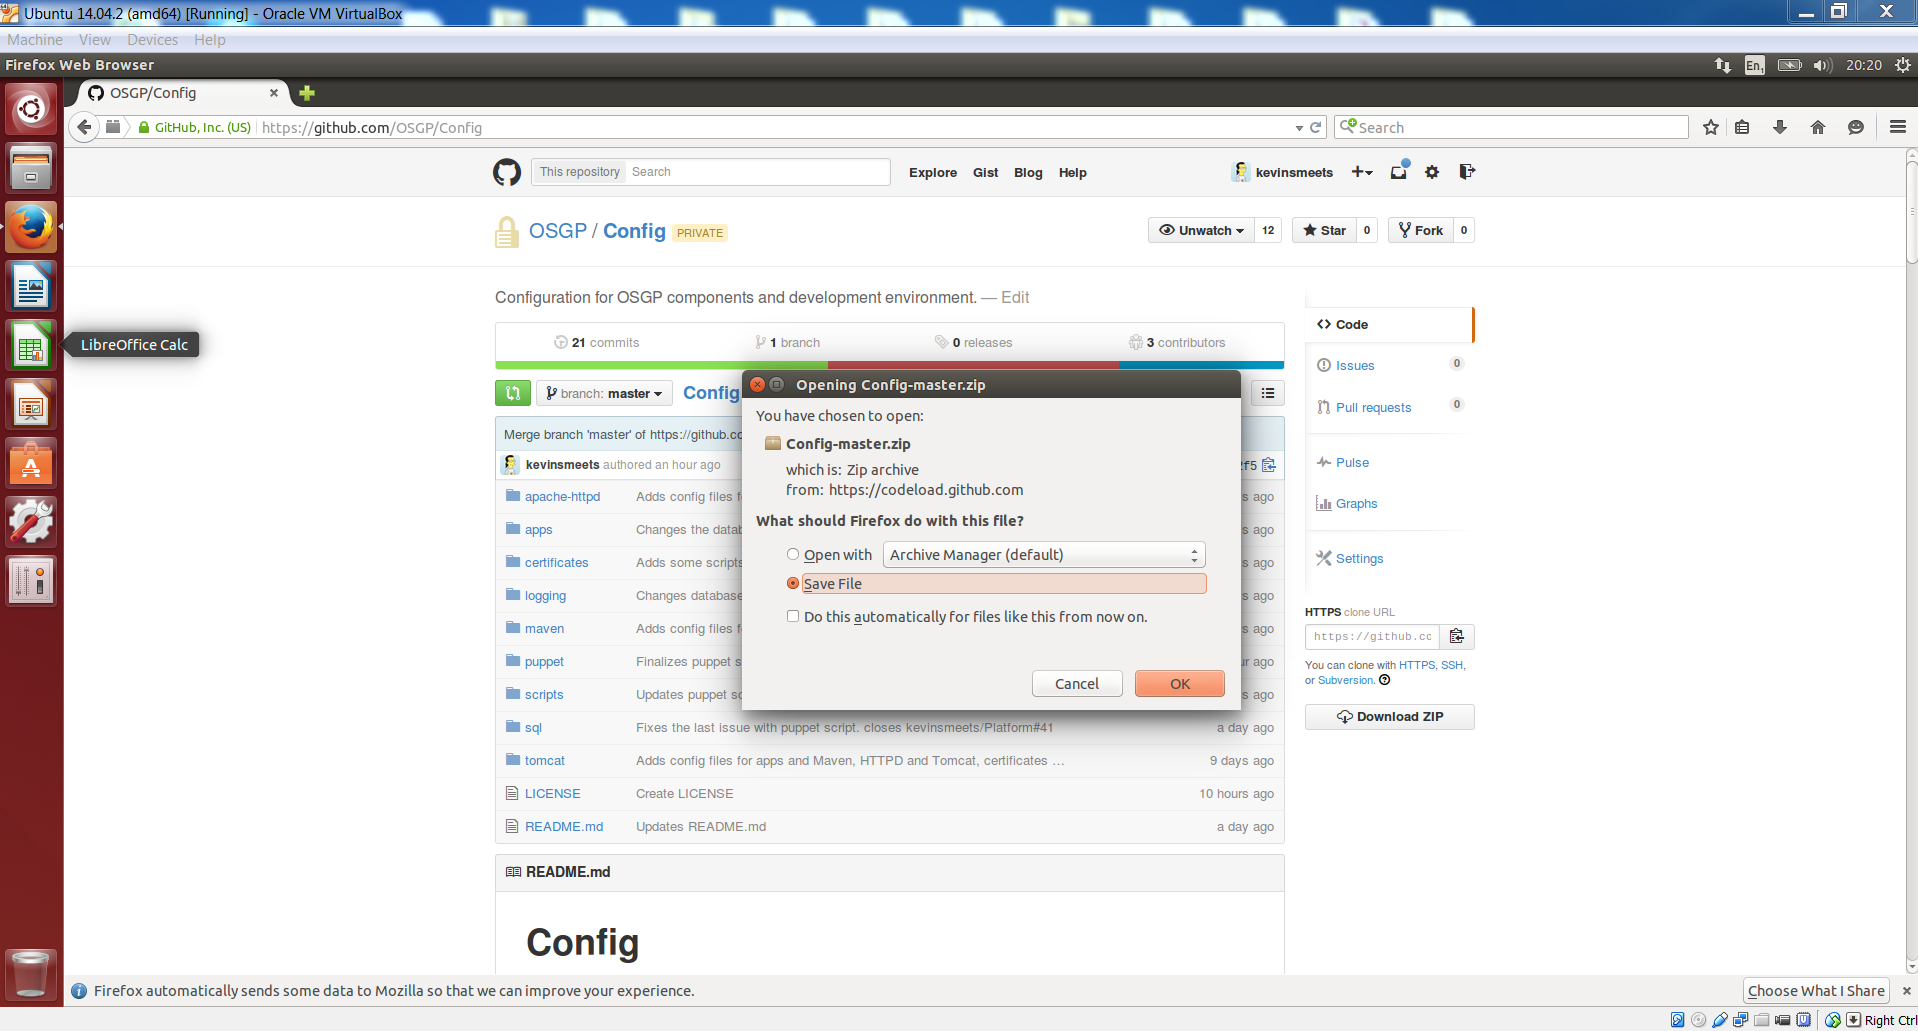 Ubuntu 14.04.2 (amd64) [Running] - Oracle VM VirtualBox
Machine View Devices Help
Firefox Web Browser
En₁ 20:20
OSGP/Config
GitHub, Inc. (US) https://github.com/OSGP/Config
Search
This repository Search
Explore Gist Blog Help
kevinsmeets
OSGP / Config PRIVATE
Unwatch 12 Star 0 Fork 0
Configuration for OSGP components and development environment. — Edit
21 commits 1 branch 0 releases 3 contributors
Code
Issues 0
Pull requests 0
Pulse
Graphs
Settings
HTTPS clone URL
https://github.cc
You can clone with HTTPS, SSH,
or Subversion.
Download ZIP
LibreOffice Calc
branch: master Config
Merge branch 'master' of https://github.cc
kevinsmeets authored an hour ago f5
apache-httpd Adds config files f s ago
apps Changes the datab s ago
certificates Adds some scripts s ago
logging Changes database s ago
maven Adds config files f s ago
puppet Finalizes puppet s ur ago
scripts Updates puppet sc s ago
sql Fixes the last issue with puppet script. closes kevinsmeets/Platform#41 a day ago
tomcat Adds config files for apps and Maven, HTTPD and Tomcat, certificates … 9 days ago
LICENSE Create LICENSE 10 hours ago
README.md Updates README.md a day ago
README.md
Config
Opening Config-master.zip
You have chosen to open:
Config-master.zip
which is: Zip archive
from: https://codeload.github.com
What should Firefox do with this file?
Open with Archive Manager (default)
Save File
Do this automatically for files like this from now on.
Cancel OK
Firefox automatically sends some data to Mozilla so that we can improve your experience.
Choose What I Share
Right Ctrl